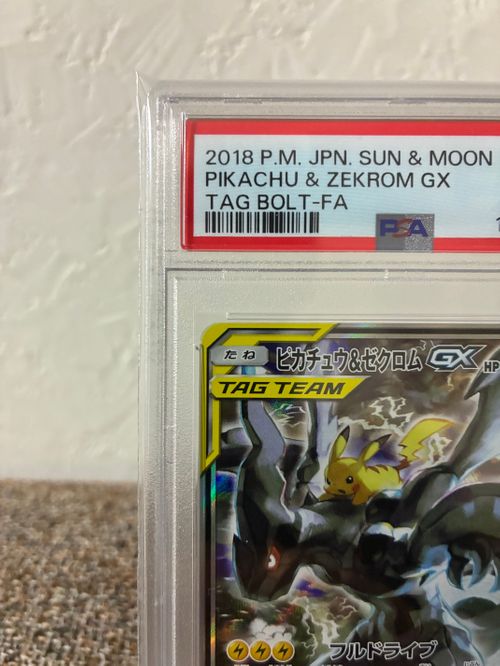 2018 P.M. JPN. SUN & MOON
PIKACHU & ZEKROM GX
TAG BOLT-FA
PSA
たね ピカチュウ&ゼクロム GX HP
TAG TEAM
フルドライブ